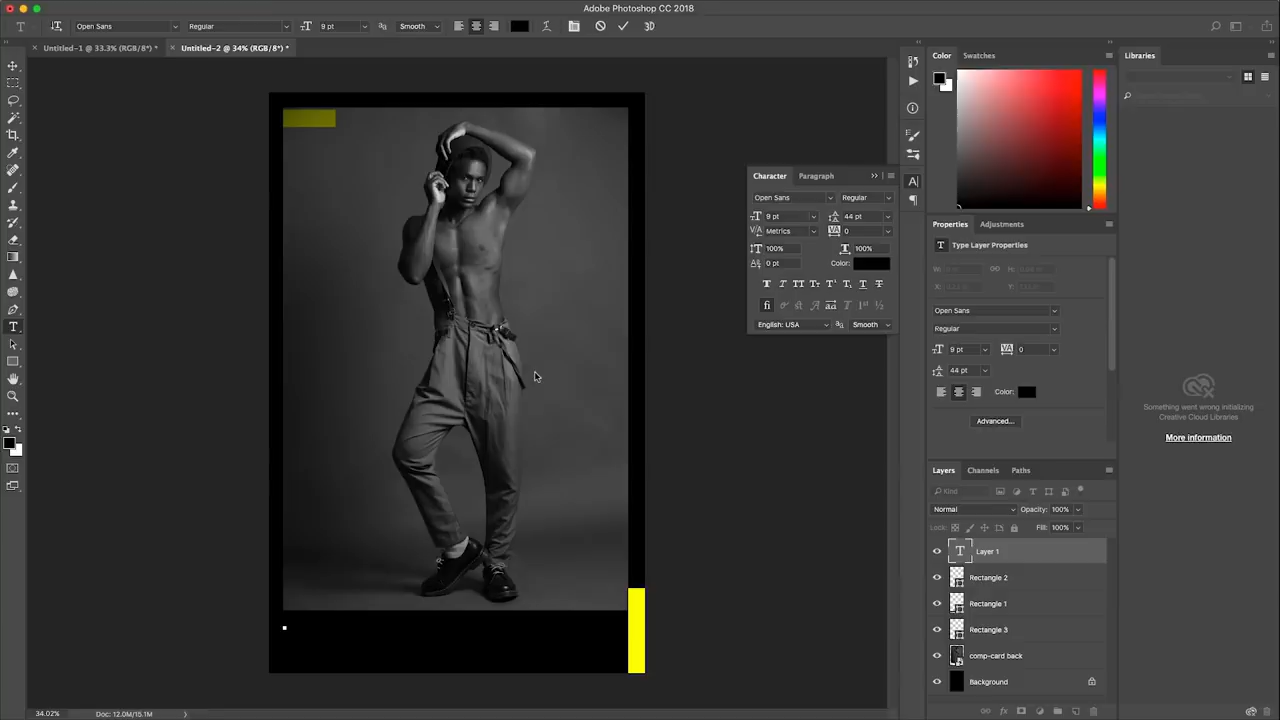 Adobe Photoshop CC 2018
Open Sans
Regular
9 pt
aa
Smooth
3D
Untitled-1 @ 33.3% (RGB/8*) *
Untitled-2 @ 34% (RGB/8*) *
Color
Swatches
Libraries
Character
Paragraph
Open Sans
Regular
9 pt
44 pt
Metrics
0
100%
100%
0 pt
Color:
English: USA
aa
Smooth
Properties
Adjustments
Type Layer Properties
W:
H:
X:
Y:
Open Sans
Regular
9 pt
0
44 pt
Color:
Advanced...
Something went wrong initializing
Creative Cloud Libraries
More information
Layers
Channels
Paths
Kind
Normal
Opacity: 100%
Lock:
Fill: 100%
Layer 1
Rectangle 2
Rectangle 1
Rectangle 3
comp-card back
Background
34.02%
Doc: 12.0M/15.1M